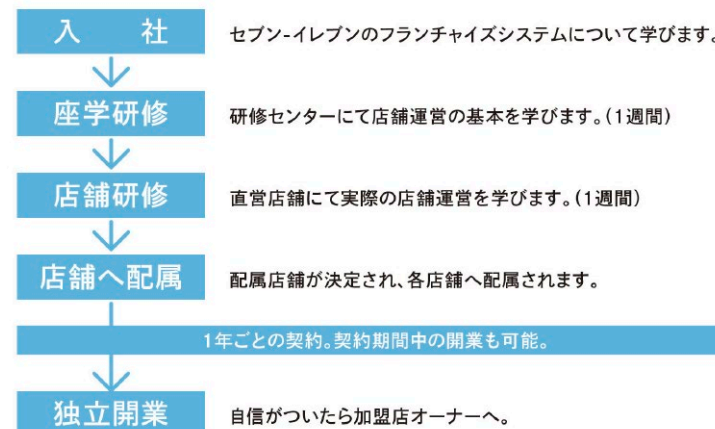 入　社
セブン-イレブンのフランチャイズシステムについて学びます。
座学研修
研修センターにて店舗運営の基本を学びます。(1週間)
店舗研修
直営店舗にて実際の店舗運営を学びます。(1週間)
店舗へ配属
配属店舗が決定され、各店舗へ配属されます。
1年ごとの契約。契約期間中の開業も可能。
独立開業
自信がついたら加盟店オーナーへ。